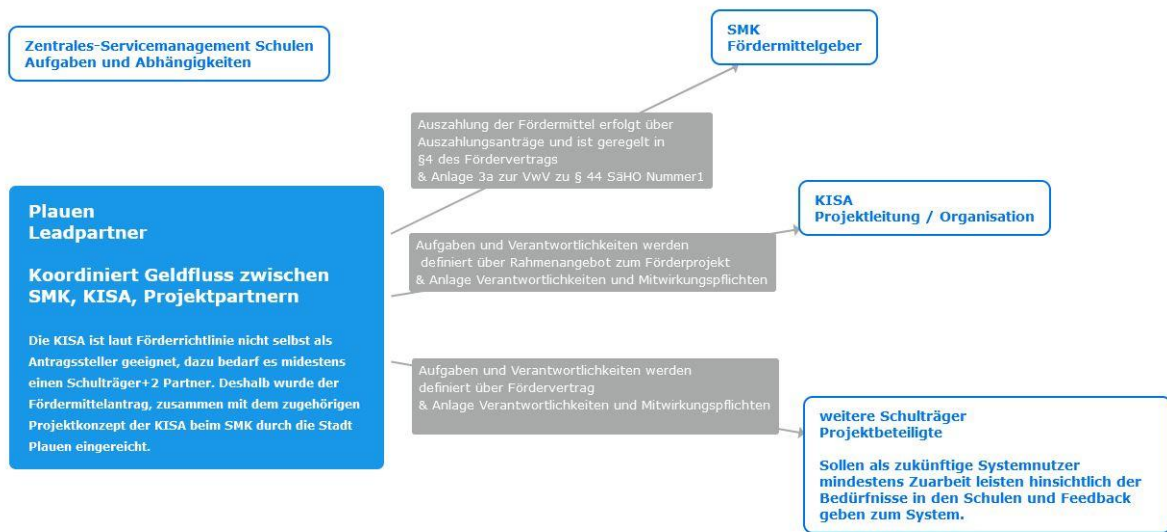 Zentrales-Servicemanagement Schulen
Aufgaben und Abhängigkeiten
SMK
Fördermittelgeber
Auszahlung der Fördermittel erfolgt über
Auszahlungsanträge und ist geregelt in
§4 des Fördervertrags
& Anlage 3a zur VwV zu § 44 SäHO Nummer1
Plauen
Leadpartner
Koordiniert Geldfluss zwischen
SMK, KISA, Projektpartnern
Die KISA ist laut Förderrichtlinie nicht selbst als
Antragssteller geeignet, dazu bedarf es midestens
einen Schulträger+2 Partner. Deshalb wurde der
Fördermittelantrag, zusammen mit dem zugehörigen
Projektkonzept der KISA beim SMK durch die Stadt
Plauen eingereicht.
KISA
Projektleitung / Organisation
Aufgaben und Verantwortlichkeiten werden
definiert über Rahmenangebot zum Förderprojekt
& Anlage Verantwortlichkeiten und Mitwirkungspflichten
Aufgaben und Verantwortlichkeiten werden
definiert über Fördervertrag
& Anlage Verantwortlichkeiten und Mitwirkungspflichten
weitere Schulträger
Projektbeteiligte
Sollen als zukünftige Systemnutzer
mindestens Zuarbeit leisten hinsichtlich der
Bedürfnisse in den Schulen und Feedback
geben zum System.